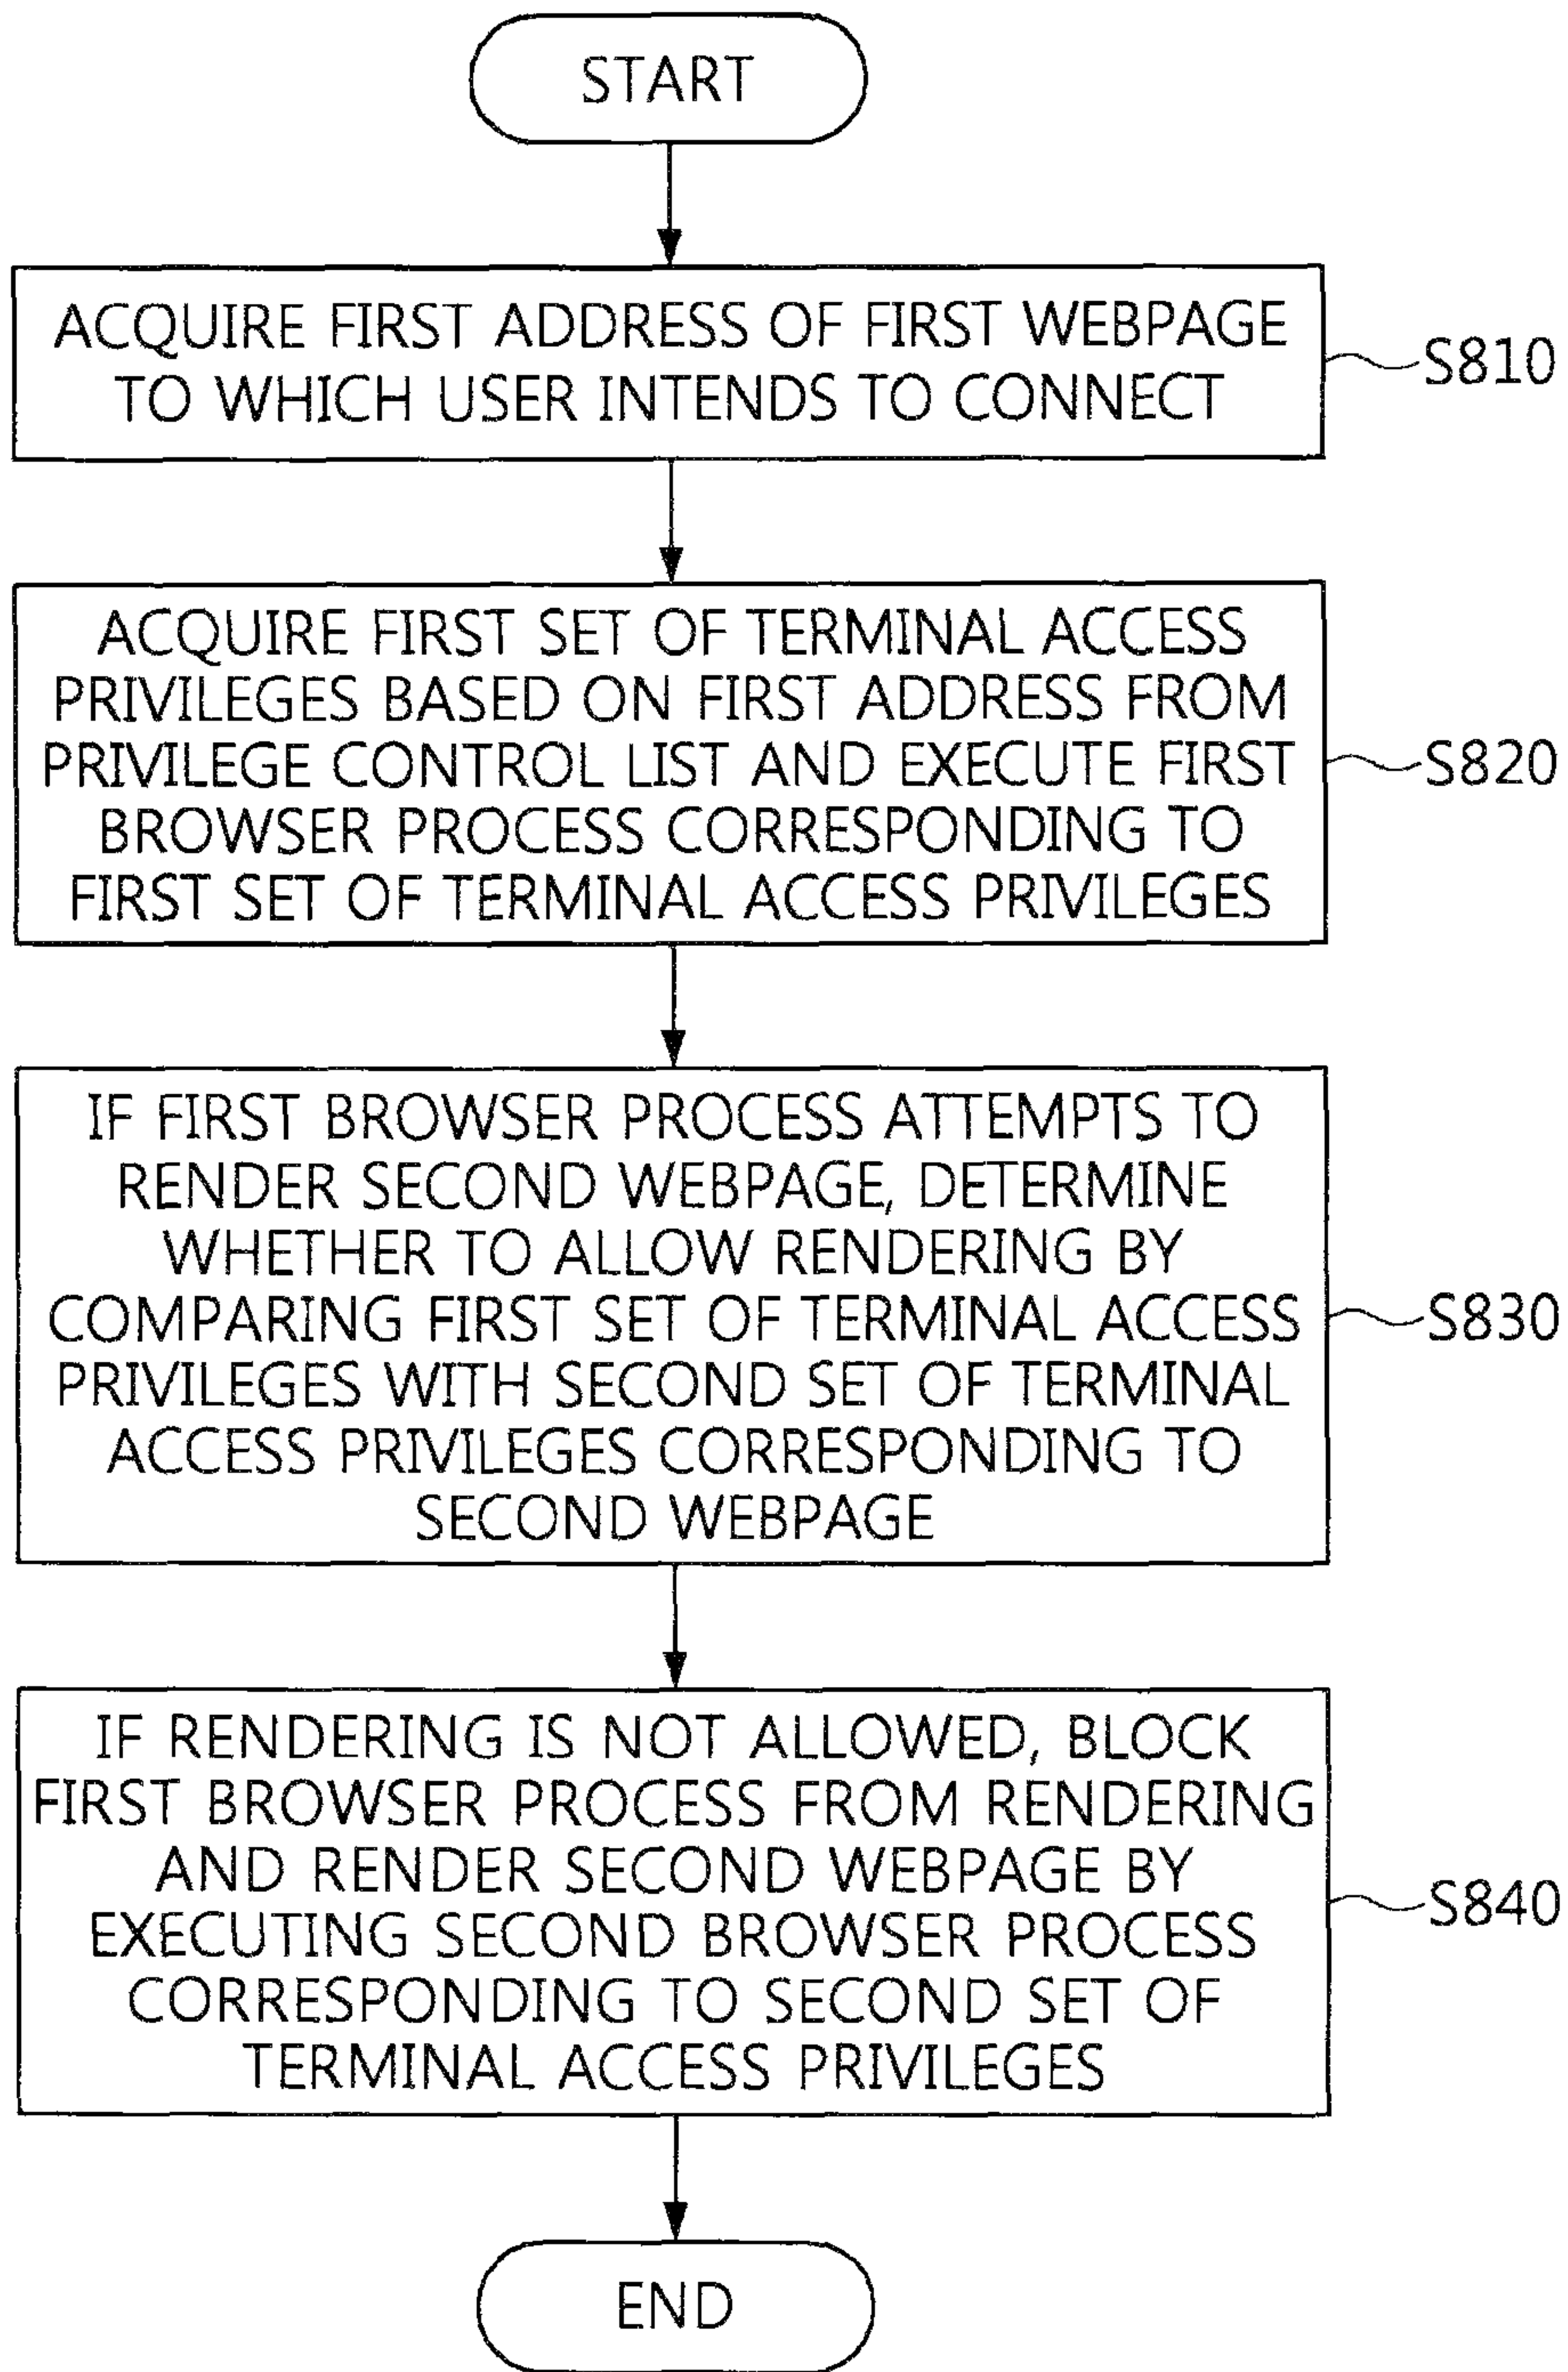 START
ACQUIRE FIRST ADDRESS OF FIRST WEBPAGE
TO WHICH USER INTENDS TO CONNECT
S810
ACQUIRE FIRST SET OF TERMINAL ACCESS
PRIVILEGES BASED ON FIRST ADDRESS FROM
PRIVILEGE CONTROL LIST AND EXECUTE FIRST
BROWSER PROCESS CORRESPONDING TO
FIRST SET OF TERMINAL ACCESS PRIVILEGES
S820
IF FIRST BROWSER PROCESS ATTEMPTS TO
RENDER SECOND WEBPAGE, DETERMINE
WHETHER TO ALLOW RENDERING BY
COMPARING FIRST SET OF TERMINAL ACCESS
PRIVILEGES WITH SECOND SET OF TERMINAL
ACCESS PRIVILEGES CORRESPONDING TO
SECOND WEBPAGE
S830
IF RENDERING IS NOT ALLOWED, BLOCK
FIRST BROWSER PROCESS FROM RENDERING
AND RENDER SECOND WEBPAGE BY
EXECUTING SECOND BROWSER PROCESS
CORRESPONDING TO SECOND SET OF
TERMINAL ACCESS PRIVILEGES
S840
END